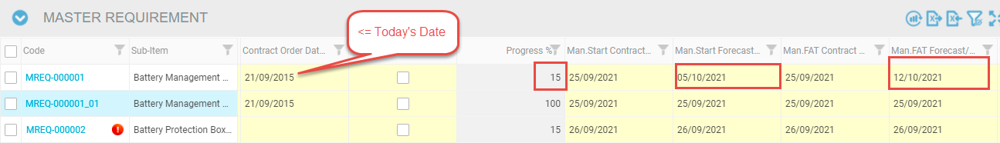 MASTER REQUIREMENT
<= Today's Date
Code Sub-Item Contract Order Dat... Progress % Man.Start Contract... Man.Start Forecast... Man.FAT Contract ... Man.FAT Forecast/...
MREQ-000001 Battery Management ... 21/09/2015 15 25/09/2021 05/10/2021 25/09/2021 12/10/2021
MREQ-000001_01 Battery Management ... 21/09/2015 100 25/09/2021 25/09/2021 25/09/2021 25/09/2021
MREQ-000002 Battery Protection Box... 15 26/09/2021 26/09/2021 26/09/2021 26/09/2021